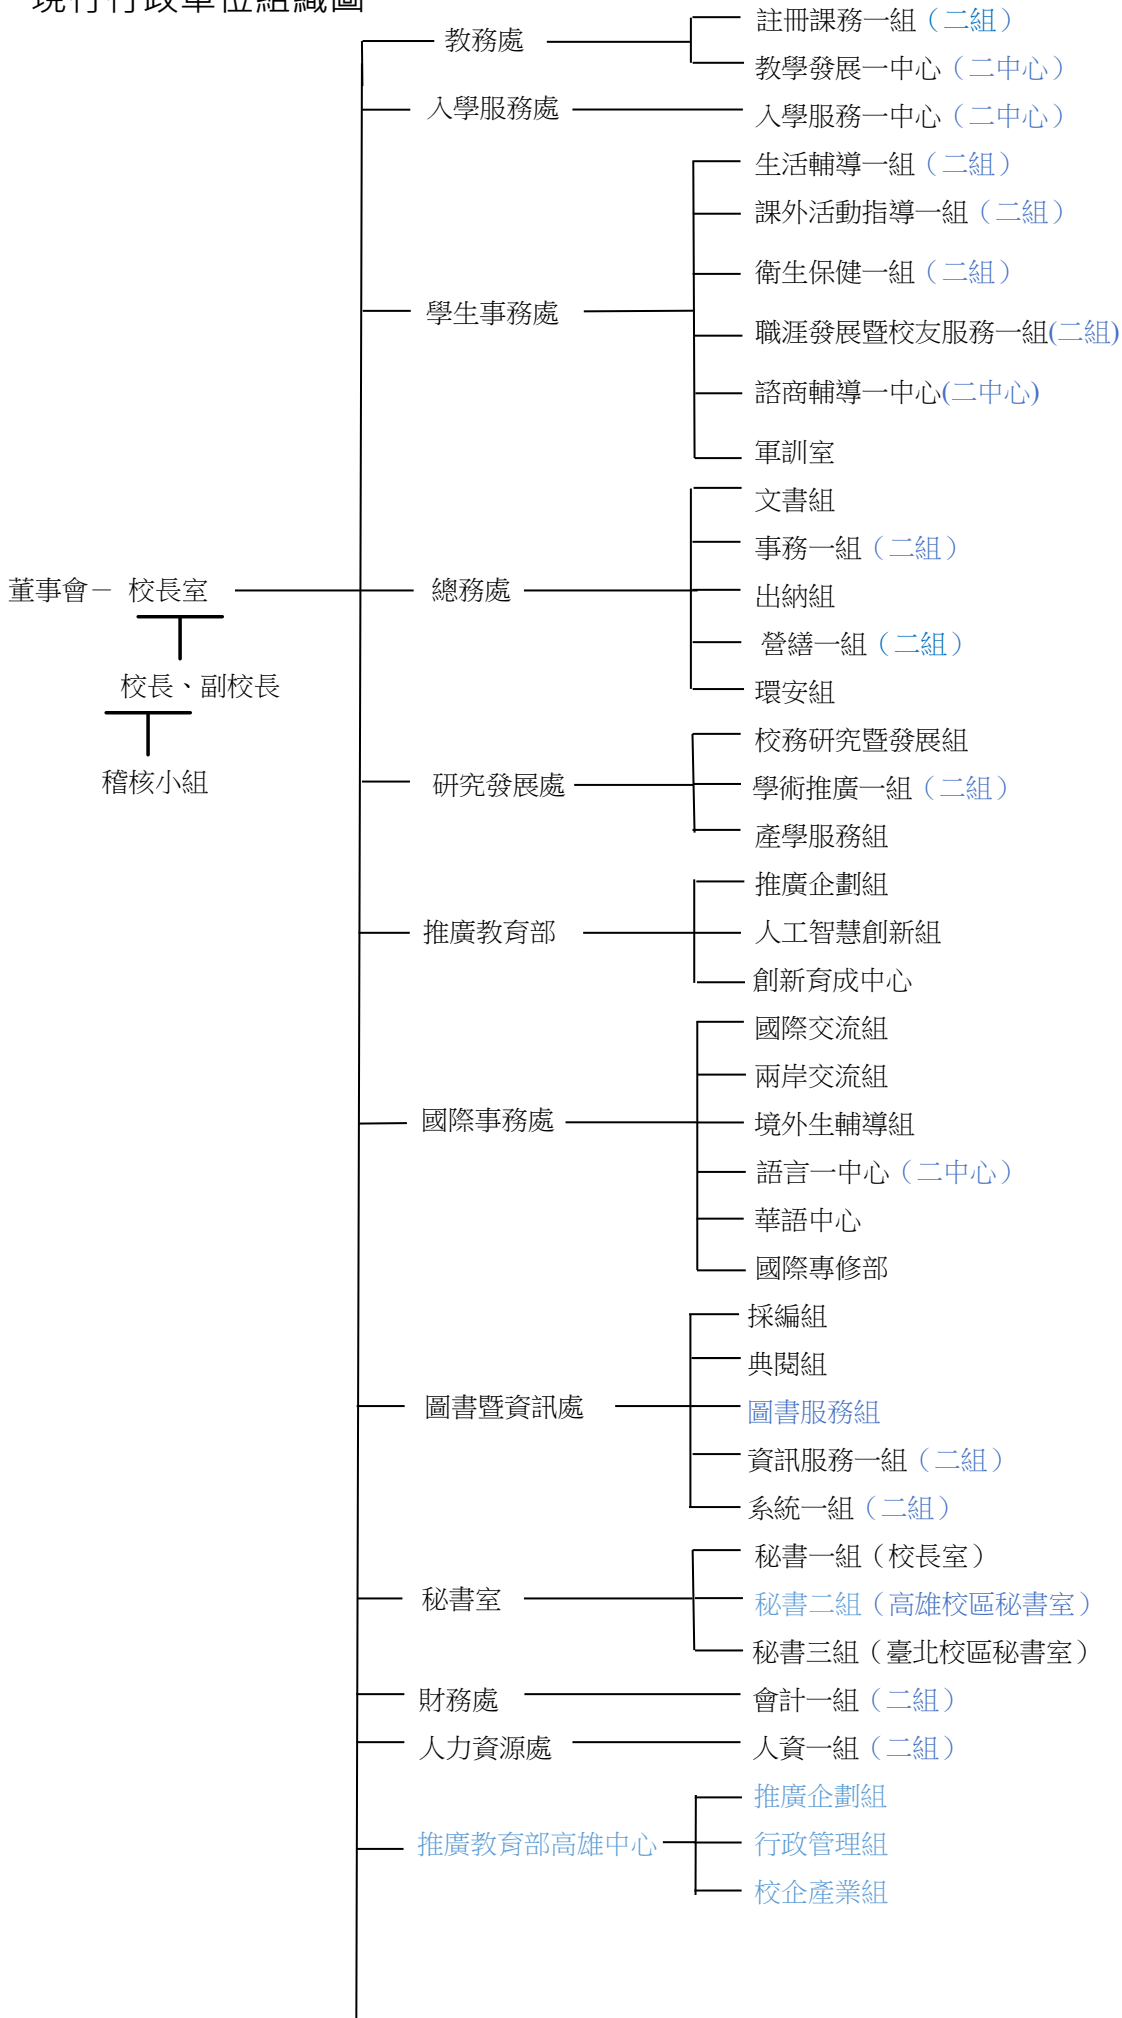 現行行政單位組織圖
教務處
註冊課務一組（二組）
教學發展一中心（二中心）
入學服務處
入學服務一中心（二中心）
學生事務處
生活輔導一組（二組）
課外活動指導一組（二組）
衛生保健一組（二組）
職涯發展暨校友服務一組(二組)
諮商輔導一中心(二中心)
軍訓室
董事會－ 校長室
校長、副校長
稽核小組
總務處
文書組
事務一組（二組）
出納組
營繕一組（二組）
環安組
研究發展處
校務研究暨發展組
學術推廣一組（二組）
產學服務組
推廣教育部
推廣企劃組
人工智慧創新組
創新育成中心
國際事務處
國際交流組
兩岸交流組
境外生輔導組
語言一中心（二中心）
華語中心
國際專修部
圖書暨資訊處
採編組
典閱組
圖書服務組
資訊服務一組（二組）
系統一組（二組）
秘書室
秘書一組（校長室）
秘書二組（高雄校區秘書室）
秘書三組（臺北校區秘書室）
財務處
會計一組（二組）
人力資源處
人資一組（二組）
推廣教育部高雄中心
推廣企劃組
行政管理組
校企產業組